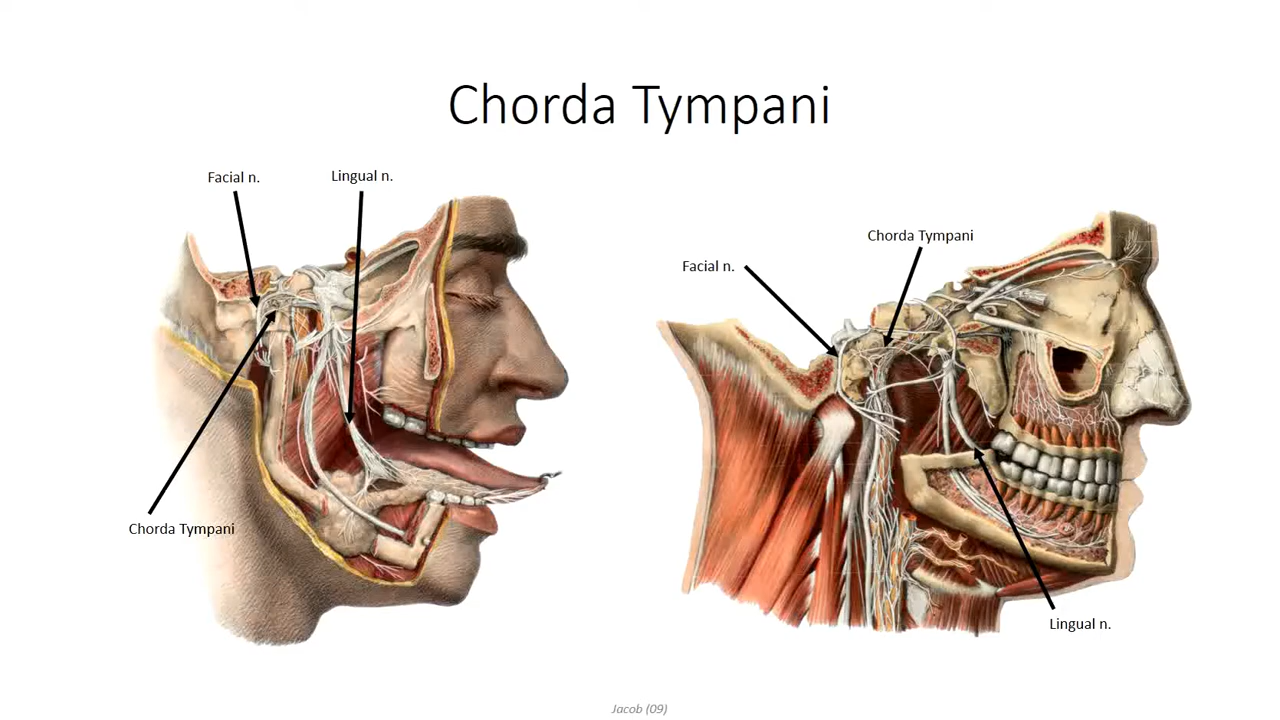 Chorda Tympani
Facial n.
Lingual n.
Chorda Tympani
Chorda Tympani
Facial n.
Lingual n.
Jacob (09)